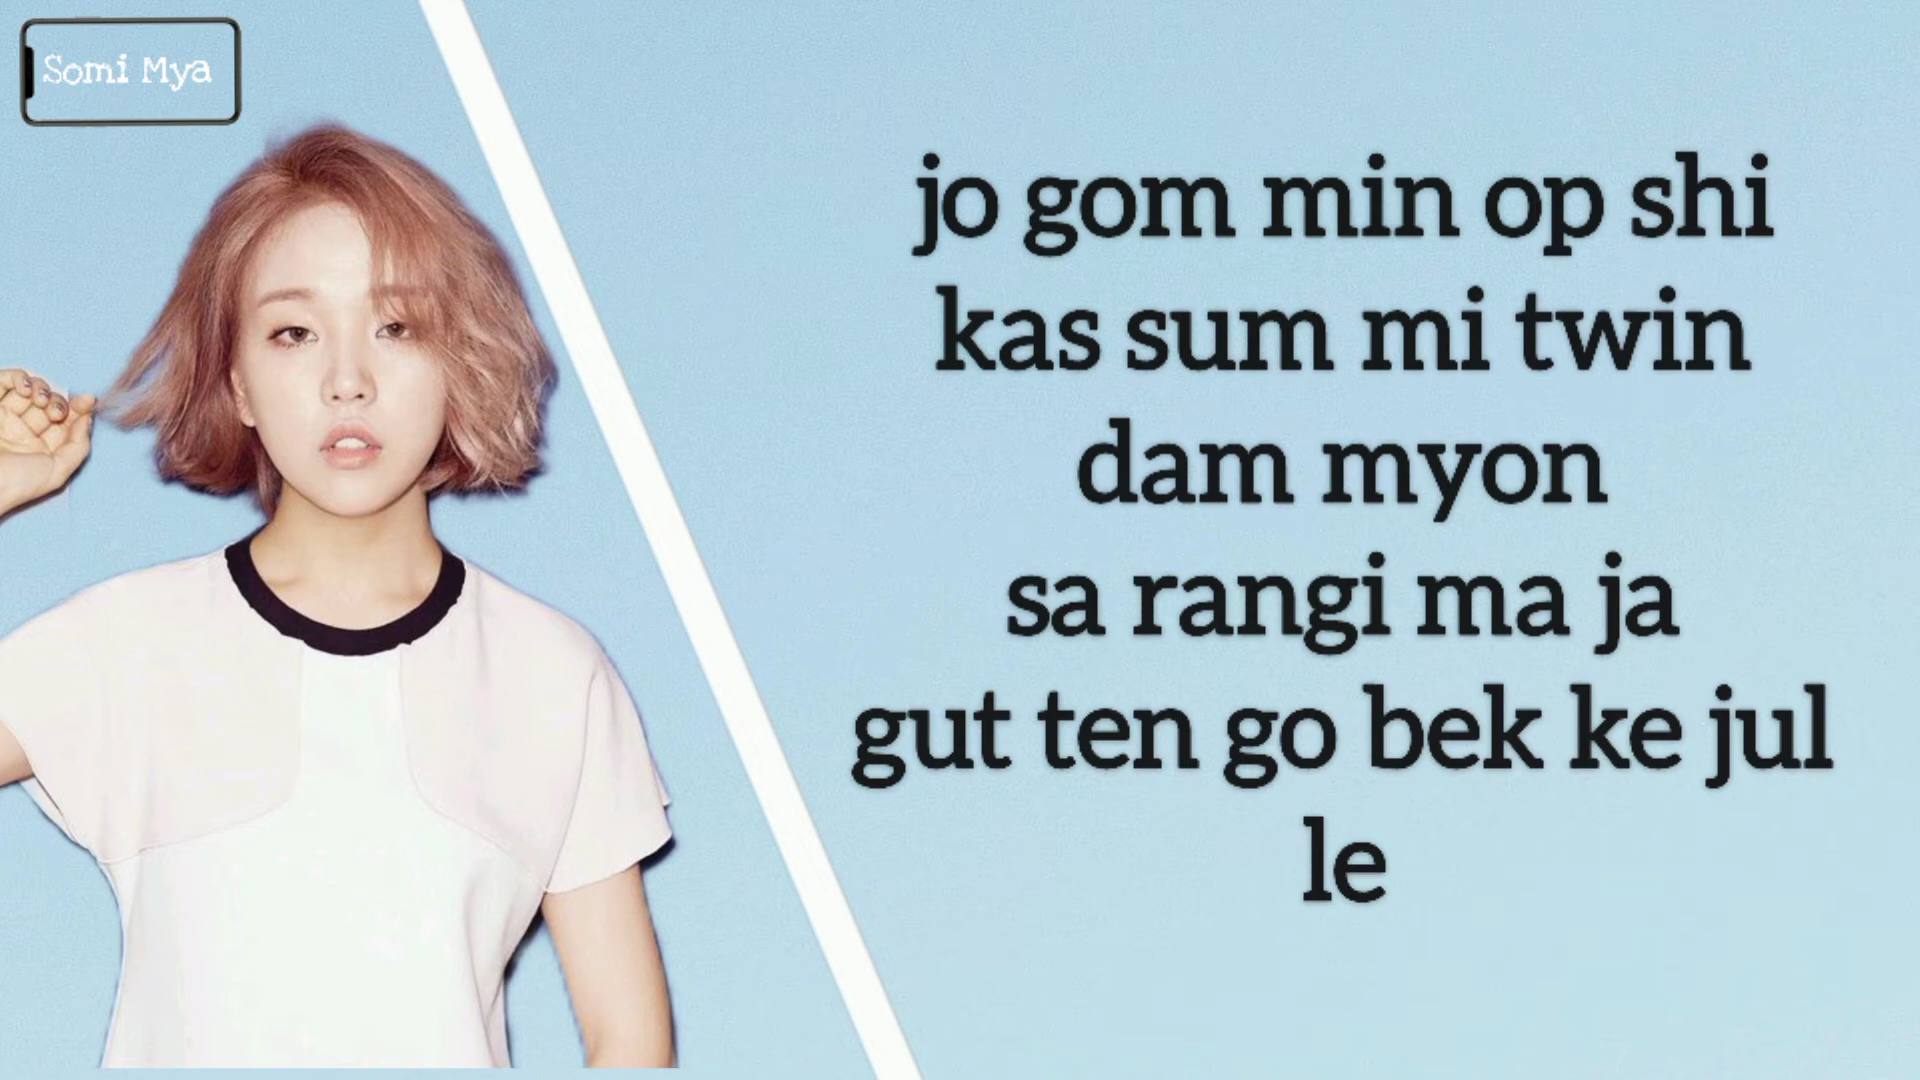 Somi Mya
jo gom min op shi
kas sum mi twin
dam myon
sa rangi ma ja
gut ten go bek ke jul
le